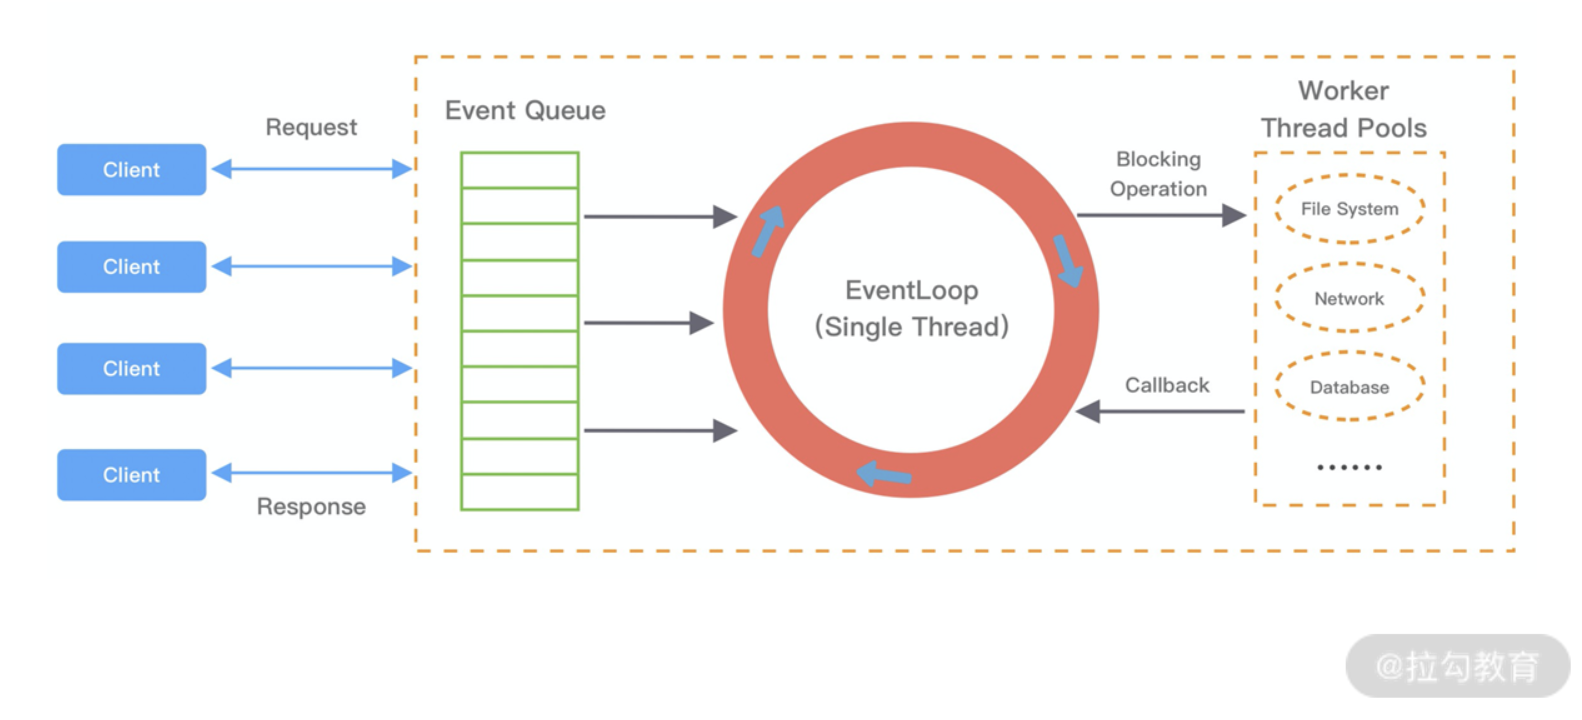 Request
Client
Client
Client
Client
Response
Event Queue
EventLoop
(Single Thread)
Blocking
Operation
Callback
Worker
Thread Pools
File System
Network
Database
......
@拉勾教育